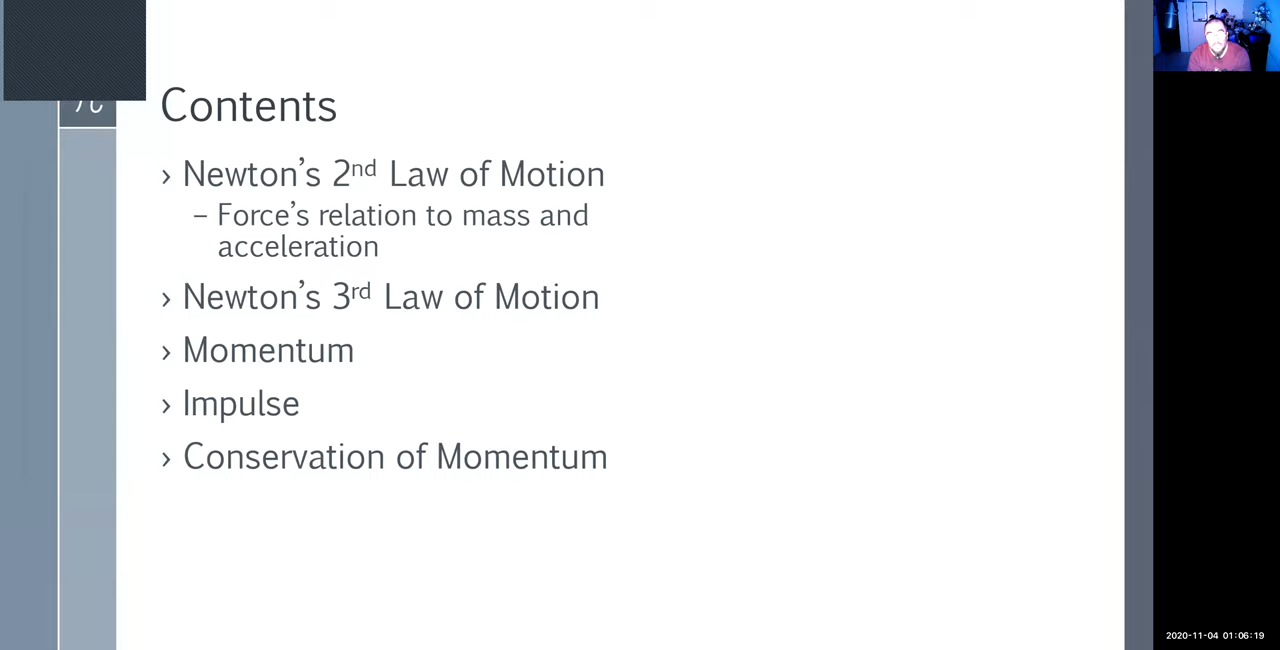 Contents
› Newton’s 2nd Law of Motion
– Force’s relation to mass and
acceleration
› Newton’s 3rd Law of Motion
› Momentum
› Impulse
› Conservation of Momentum
2020-11-04 01:06:19